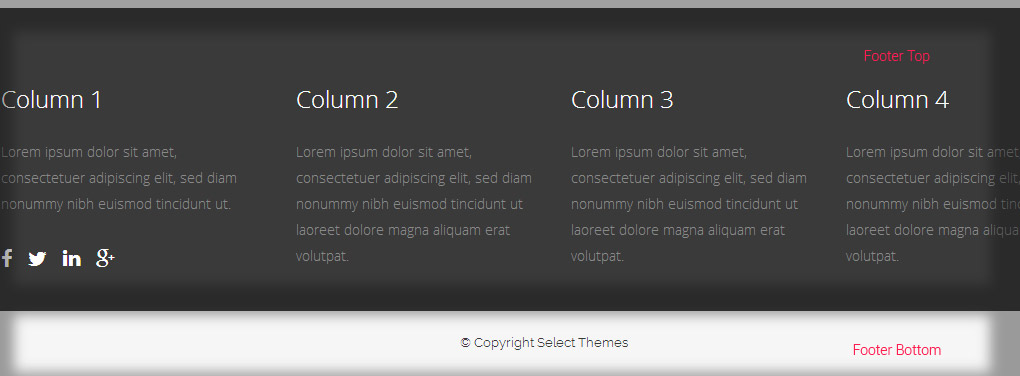 Footer Top
Column 1
Lorem ipsum dolor sit amet,
consectetuer adipiscing elit, sed diam
nonummy nibh euismod tincidunt ut.
Column 2
Lorem ipsum dolor sit amet,
consectetuer adipiscing elit, sed diam
nonummy nibh euismod tincidunt ut
laoreet dolore magna aliquam erat
volutpat.
Column 3
Lorem ipsum dolor sit amet,
consectetuer adipiscing elit, sed diam
nonummy nibh euismod tincidunt ut
laoreet dolore magna aliquam erat
volutpat.
Column 4
Lorem ipsum dolor sit amet,
consectetuer adipiscing elit,
nonummy nibh euismod tincidunt
laoreet dolore magna aliquam erat
volutpat.
© Copyright Select Themes
Footer Bottom